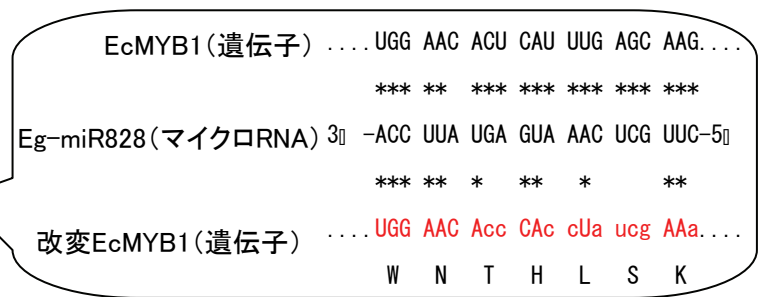 EcMYB1(遺伝子) ....UGG AAC ACU CAU UUG AGC AAG....
*** ** *** *** *** *** ***
Eg-miR828(マイクロRNA) 3▯ -ACC UUA UGA GUA AAC UCG UUC-5▯
*** ** * ** * **
改変EcMYB1(遺伝子) ....UGG AAC Acc CAc cUa ucg AAa....
W N T H L S K